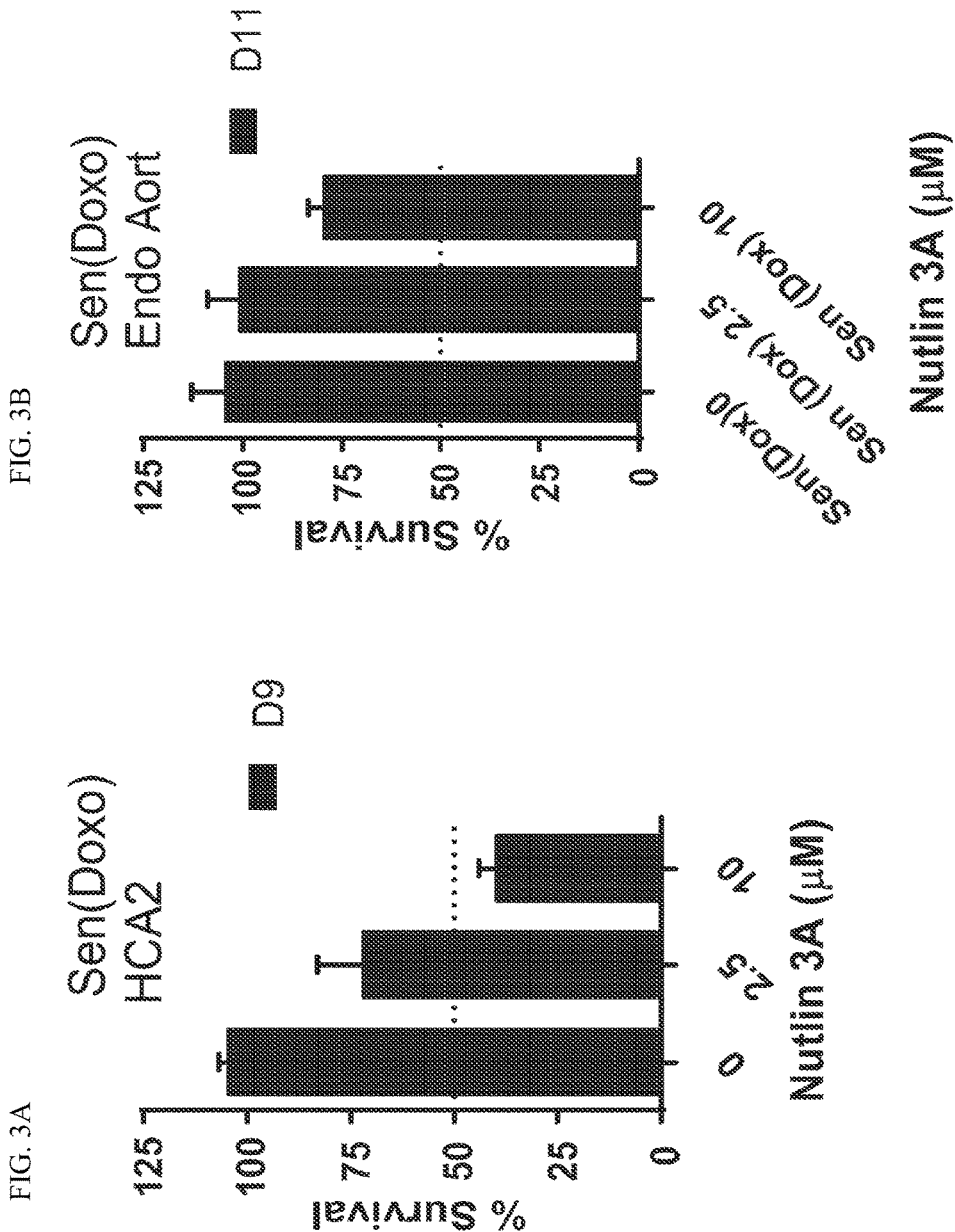 FIG. 3A
Sen(Doxo)
HCA2
D9
% Survival
125
100
75
50
25
0
0
2.5
10
Nutlin 3A (µM)
FIG. 3B
Sen(Doxo)
Endo Aort
D11
% Survival
125
100
75
50
25
0
Sen(Dox)0
Sen (Dox) 2.5
Sen (Dox) 10
Nutlin 3A (µM)